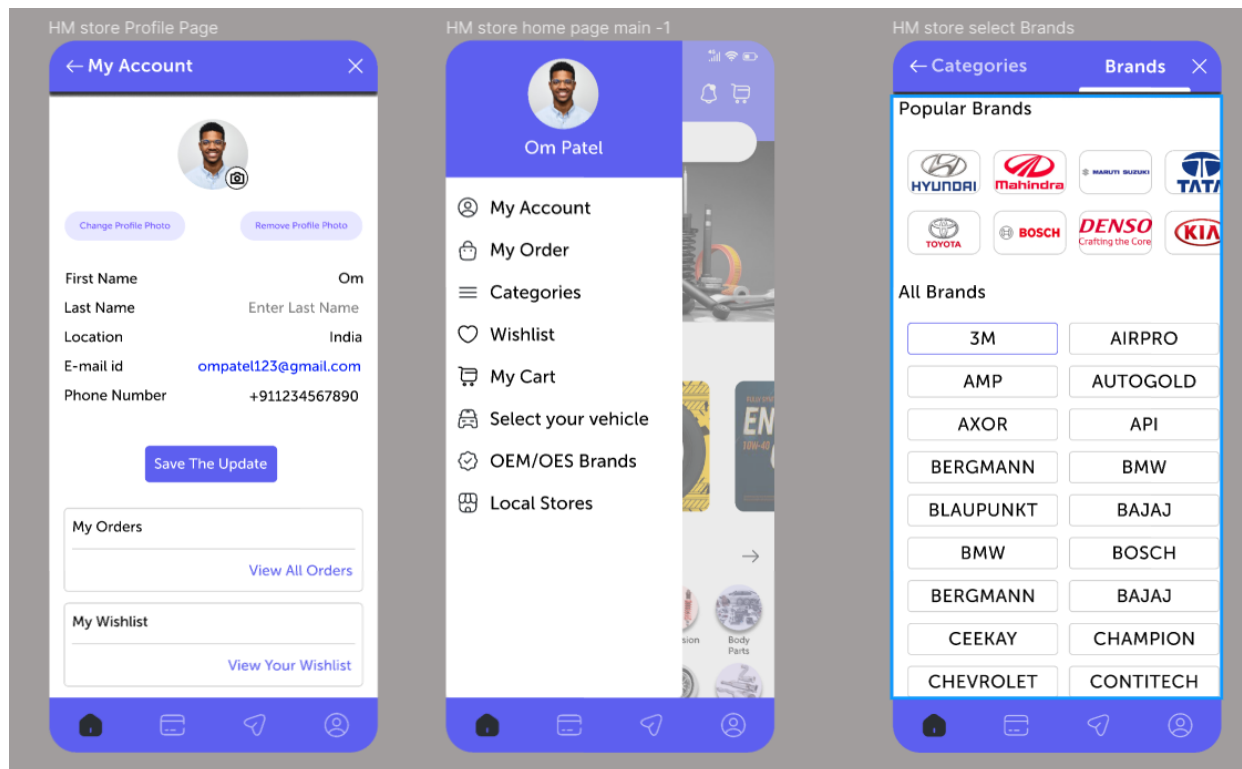 HM store Profile Page
My Account
Change Profile Photo
Remove Profile Photo
First Name Om
Last Name Enter Last Name
Location India
E-mail id ompatel123@gmail.com
Phone Number +911234567890
Save The Update
My Orders
View All Orders
My Wishlist
View Your Wishlist
HM store home page main -1
Om Patel
My Account
My Order
Categories
Wishlist
My Cart
Select your vehicle
OEM/OES Brands
Local Stores
EN
10W-40
sion
Body
Parts
HM store select Brands
Categories Brands
Popular Brands
HYUNDAI Mahindra MARUTI SUZUKI TATA
TOYOTA BOSCH DENSO KIA
Crafting the Core
All Brands
3M AIRPRO
AMP AUTOGOLD
AXOR API
BERGMANN BMW
BLAUPUNKT BAJAJ
BMW BOSCH
BERGMANN BAJAJ
CEEKAY CHAMPION
CHEVROLET CONTITECH